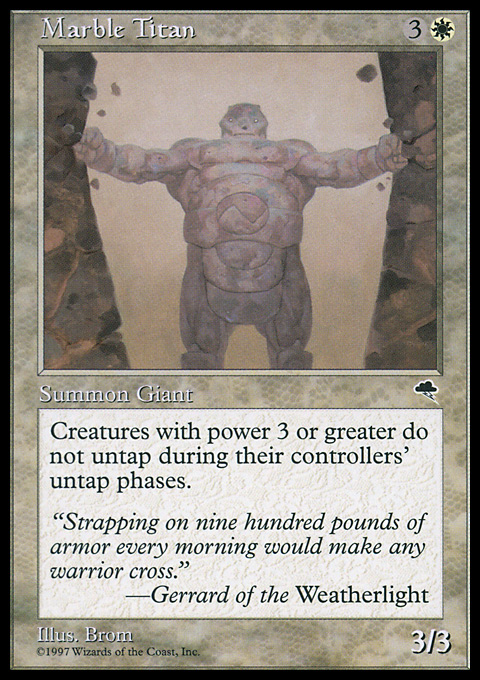 Marble Titan 3
Summon Giant
Creatures with power 3 or greater do
not untap during their controllers'
untap phases.
"Strapping on nine hundred pounds of
armor every morning would make any
warrior cross."
—Gerrard of the Weatherlight
Illus. Brom
©1997 Wizards of the Coast, Inc.
3/3